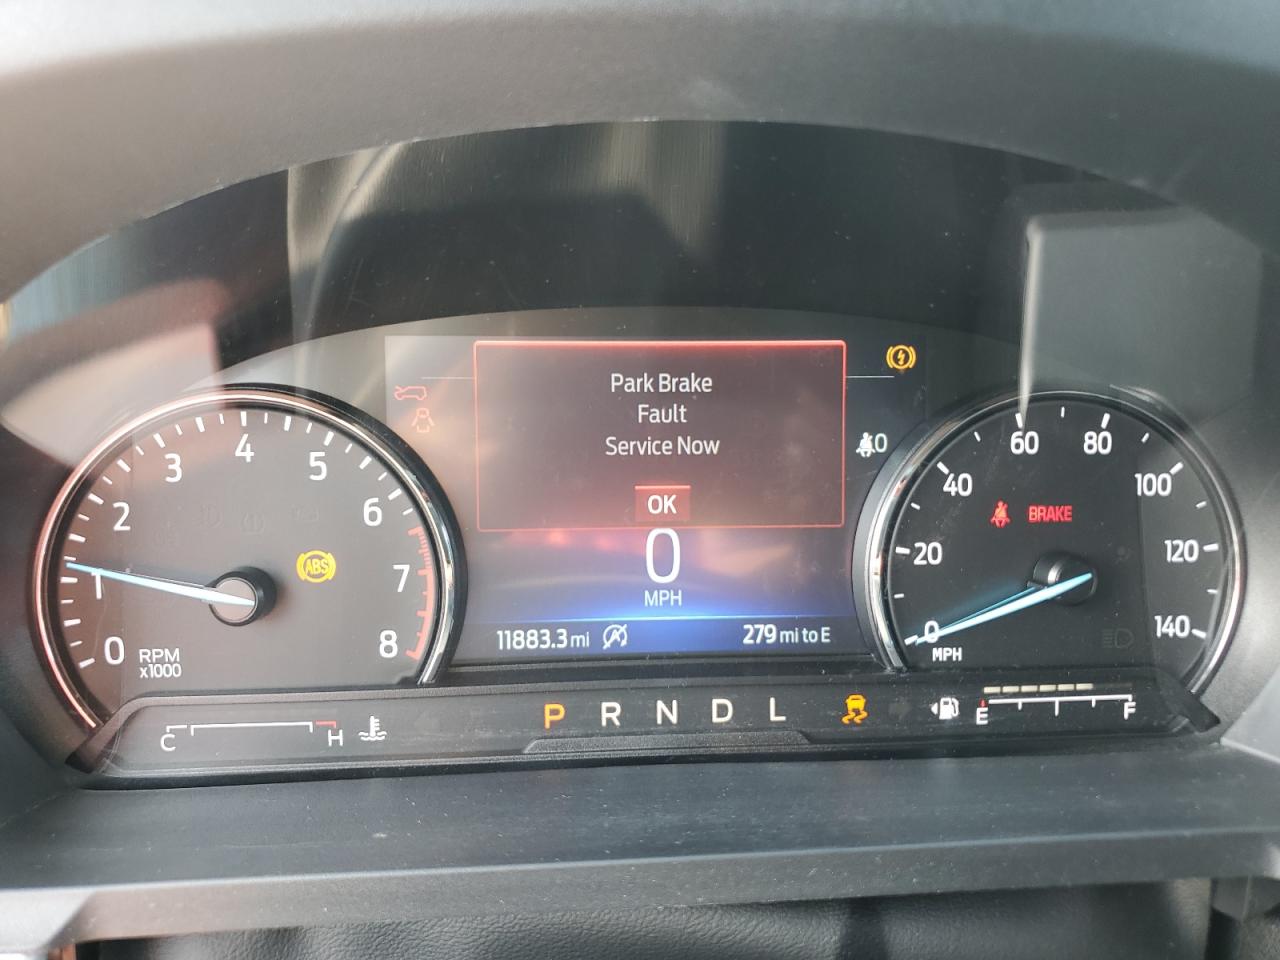 Park Brake
Fault
Service Now
OK
0
MPH
11883.3 mi
279 mi to E
0
1
2
3
4
5
6
7
8
RPM
x1000
ABS
0
20
40
60
80
100
120
140
MPH
BRAKE
C
H
P R N D L
E
F